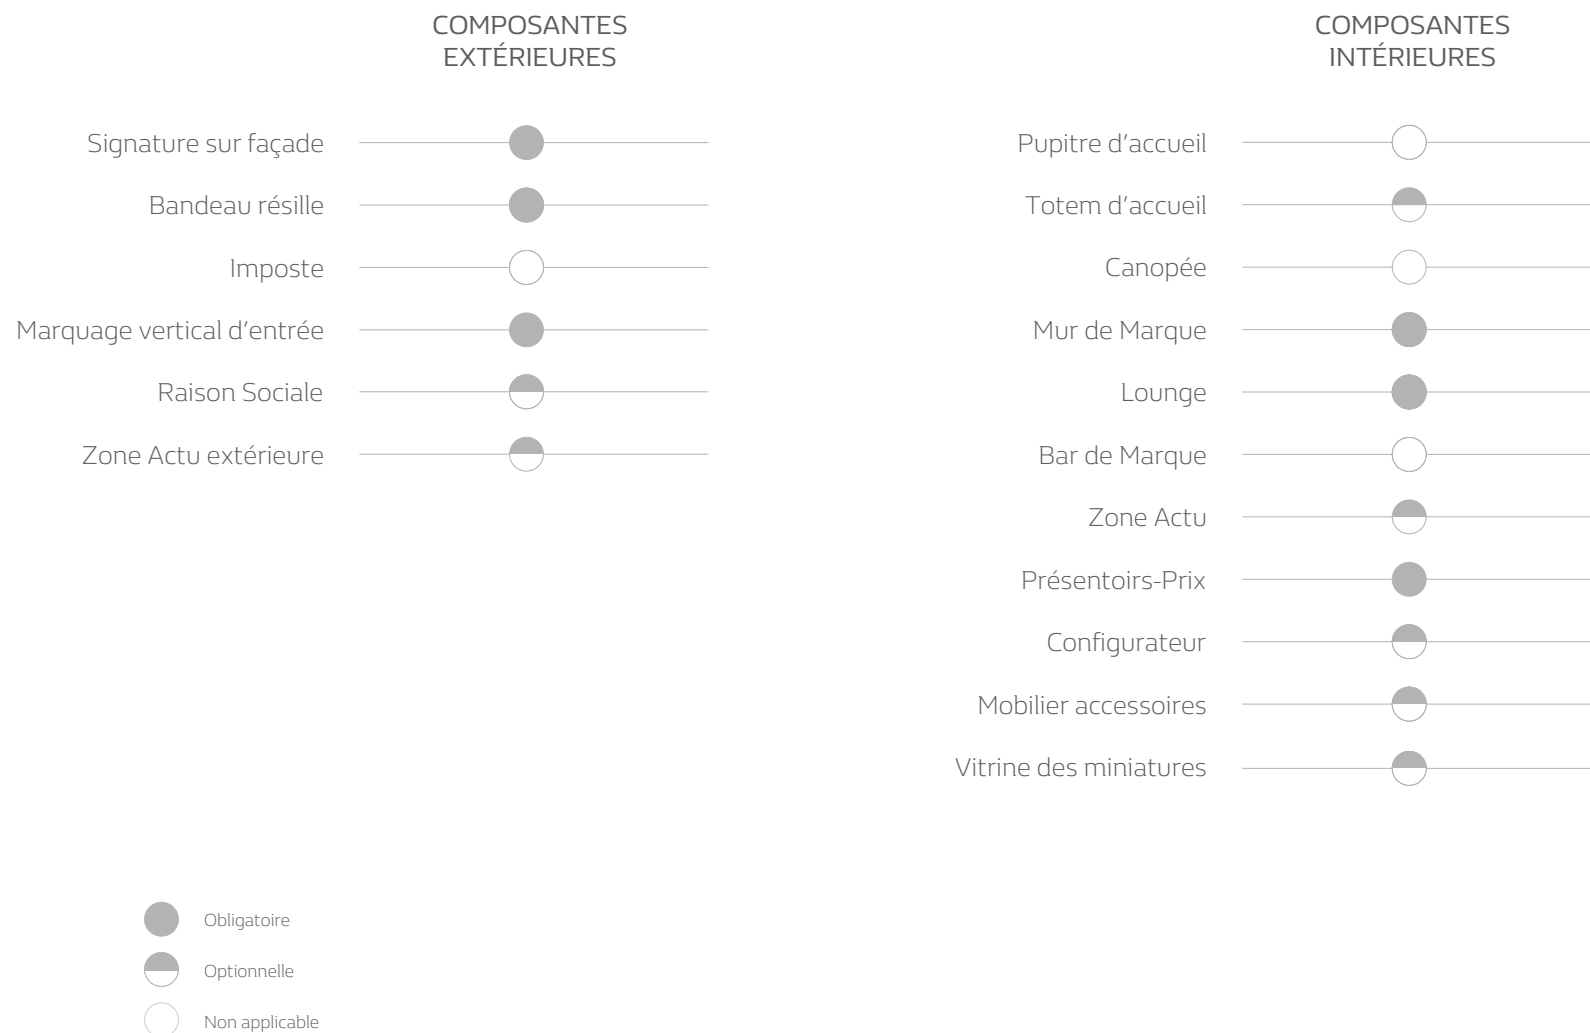 COMPOSANTES
EXTÉRIEURES
Signature sur façade
Bandeau résille
Imposte
Marquage vertical d’entrée
Raison Sociale
Zone Actu extérieure
COMPOSANTES
INTÉRIEURES
Pupitre d’accueil
Totem d’accueil
Canopée
Mur de Marque
Lounge
Bar de Marque
Zone Actu
Présentoirs-Prix
Configurateur
Mobilier accessoires
Vitrine des miniatures
Obligatoire
Optionnelle
Non applicable